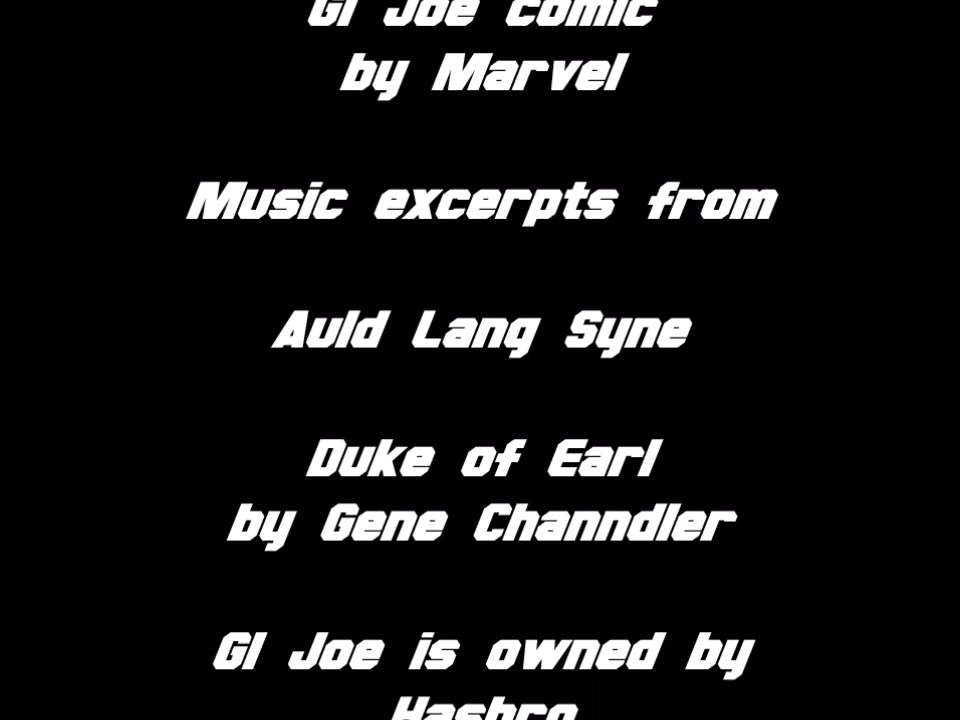 GI Joe comic
by Marvel
Music excerpts from
Auld Lang Syne
Duke of Earl
by Gene Channdler
GI Joe is owned by
Hasbro